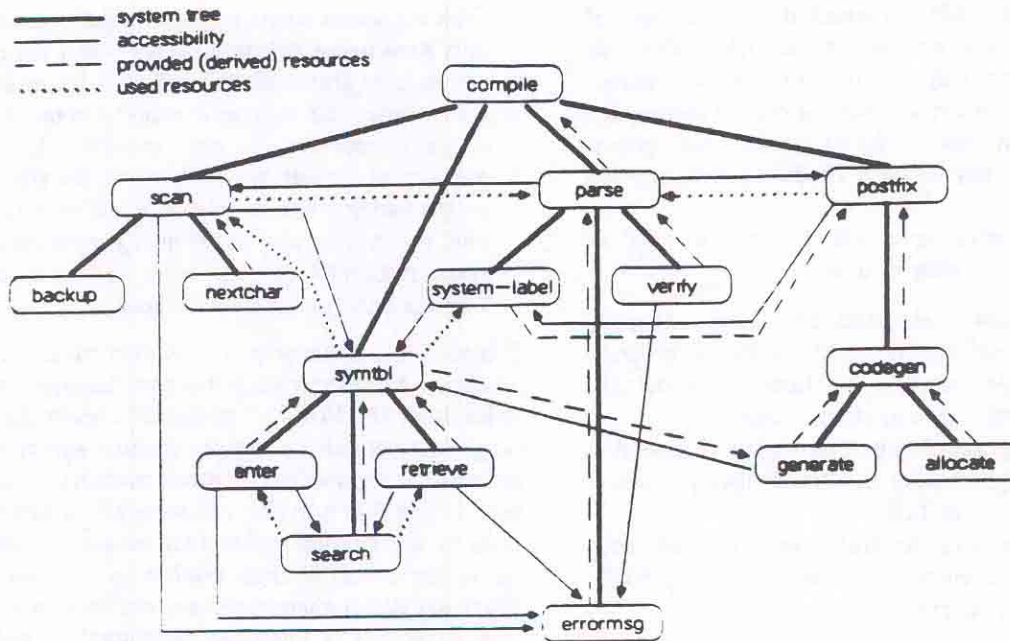 system tree
accessibility
provided (derived) resources
used resources
compile
scan
parse
postfix
backup
nextchar
system-label
verify
symtbl
codegen
enter
retrieve
generate
allocate
search
errormsg